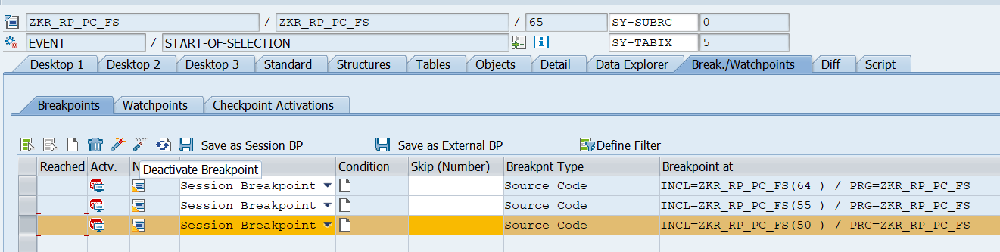 ZKR_RP_PC_FS / ZKR_RP_PC_FS / 65 SY-SUBRC 0
EVENT / START-OF-SELECTION SY-TABIX 5
Desktop 1 Desktop 2 Desktop 3 Standard Structures Tables Objects Detail Data Explorer Break./Watchpoints Diff Script
Breakpoints Watchpoints Checkpoint Activations
Save as Session BP Save as External BP Define Filter
Reached Actv. Condition Skip (Number) Breakpnt Type Breakpoint at
Deactivate Breakpoint
Session Breakpoint Source Code INCL=ZKR_RP_PC_FS(64 ) / PRG=ZKR_RP_PC_FS
Session Breakpoint Source Code INCL=ZKR_RP_PC_FS(55 ) / PRG=ZKR_RP_PC_FS
Session Breakpoint Source Code INCL=ZKR_RP_PC_FS(50 ) / PRG=ZKR_RP_PC_FS